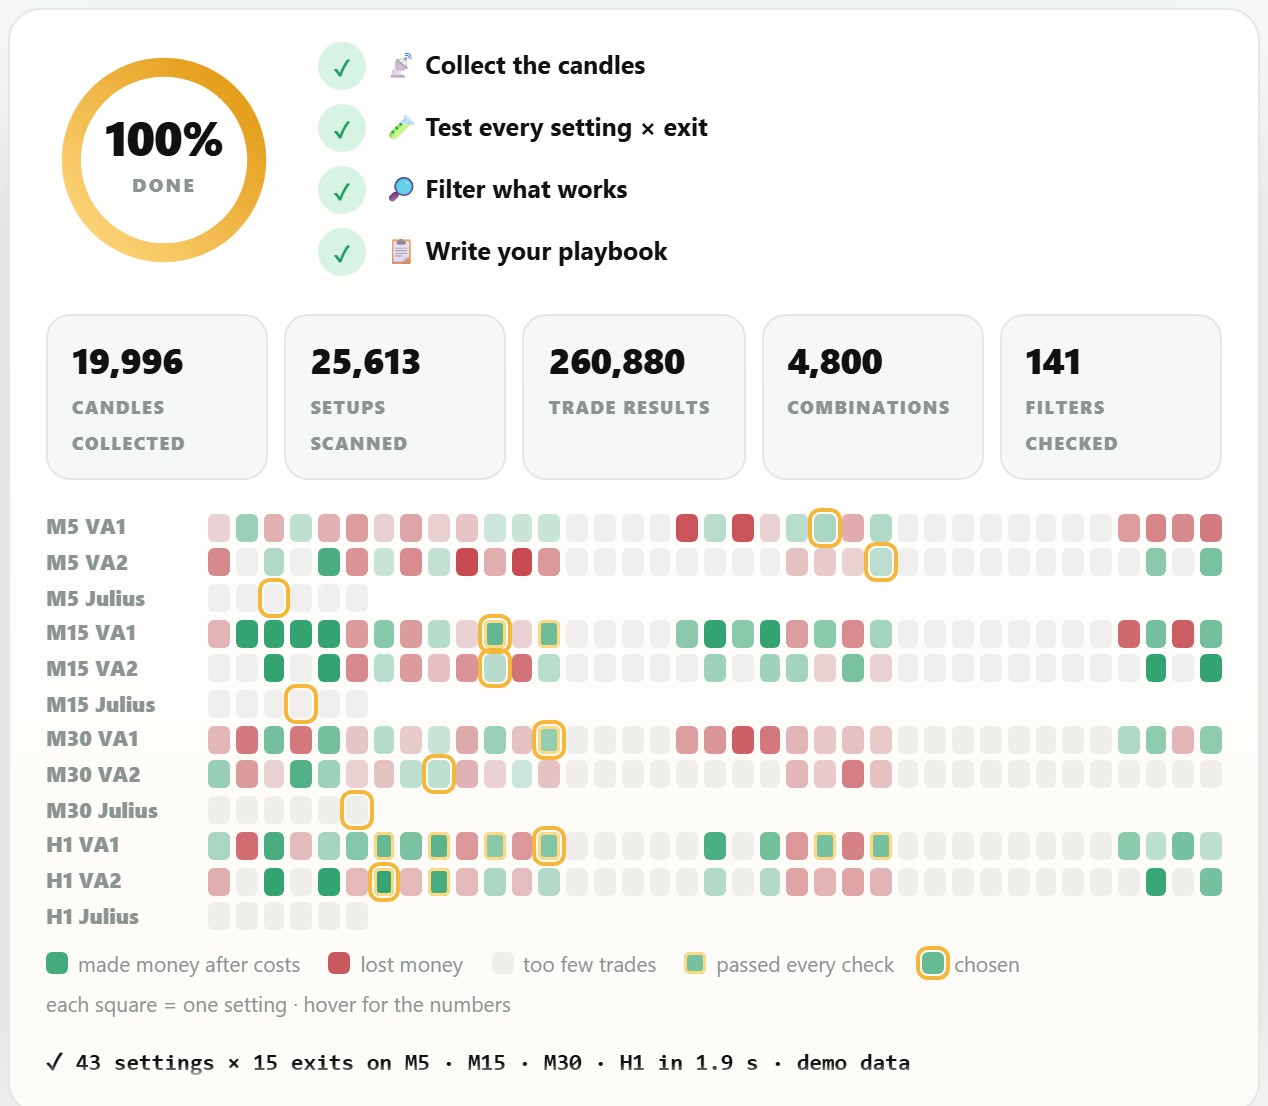 100%
DONE
✓ Collect the candles
✓ Test every setting × exit
✓ Filter what works
✓ Write your playbook
19,996
CANDLES
COLLECTED
25,613
SETUPS
SCANNED
260,880
TRADE RESULTS
4,800
COMBINATIONS
141
FILTERS
CHECKED
M5 VA1
M5 VA2
M5 Julius
M15 VA1
M15 VA2
M15 Julius
M30 VA1
M30 VA2
M30 Julius
H1 VA1
H1 VA2
H1 Julius
made money after costs lost money too few trades passed every check chosen
each square = one setting · hover for the numbers
✓ 43 settings × 15 exits on M5 · M15 · M30 · H1 in 1.9 s · demo data